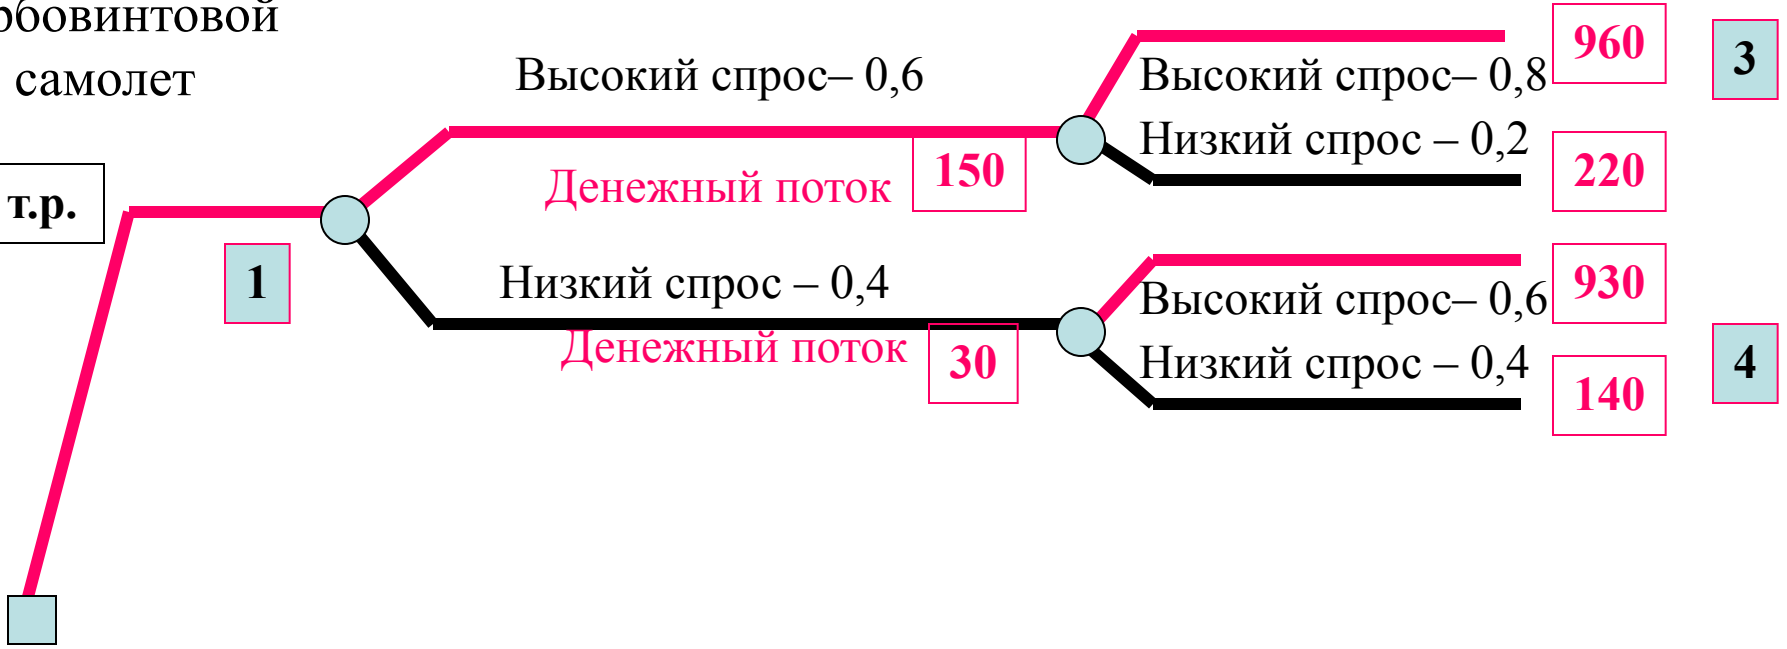 рбовинтовой
самолет
т.р.
1
Высокий спрос– 0,6
Денежный поток
150
Низкий спрос – 0,4
Денежный поток
30
Высокий спрос– 0,8
960
Низкий спрос – 0,2
220
3
Высокий спрос– 0,6
930
Низкий спрос – 0,4
140
4